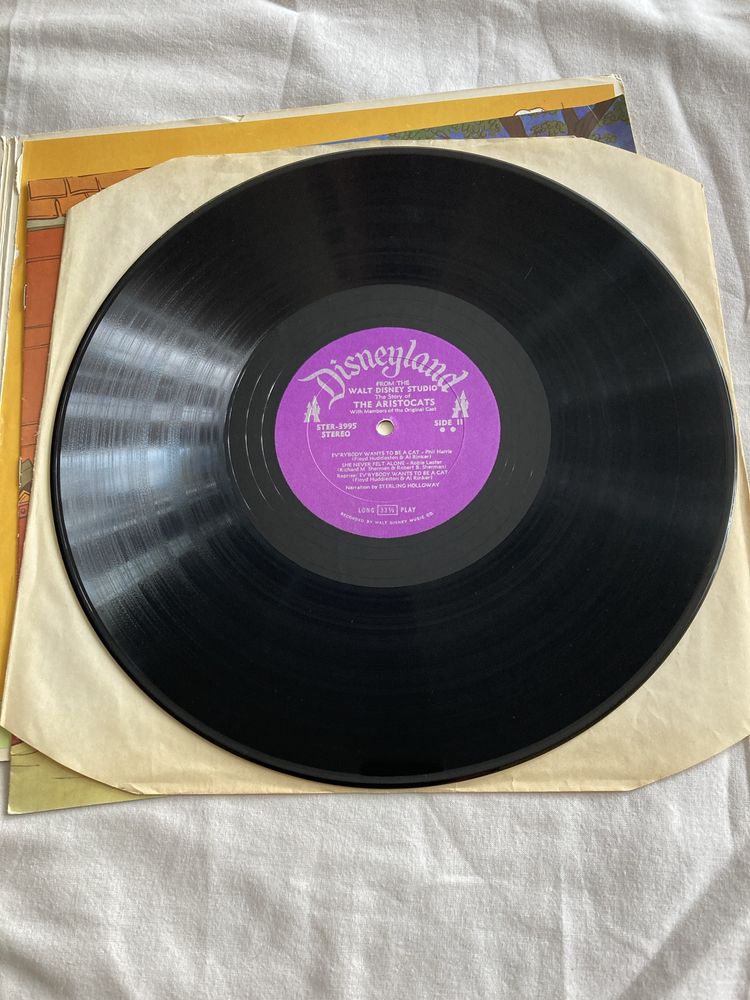 Disneyland
FROM THE
WALT DISNEY STUDIO
The Story of
THE ARISTOCATS
With Members of the Original Cast
STER-3995
STEREO
SIDE II
EV'RYBODY WANTS TO BE A CAT - Phil Harris
(Floyd Huddleston & Al Rinker)
SHE NEVER FELT ALONE - Robie Lester
(Richard M. Sherman & Robert B. Sherman)
Reprise: EV'RYBODY WANTS TO BE A CAT
(Floyd Huddleston & Al Rinker)
Narration by STERLING HOLLOWAY
LONG 33⅓ PLAY
RECORDED BY WALT DISNEY MUSIC CO.